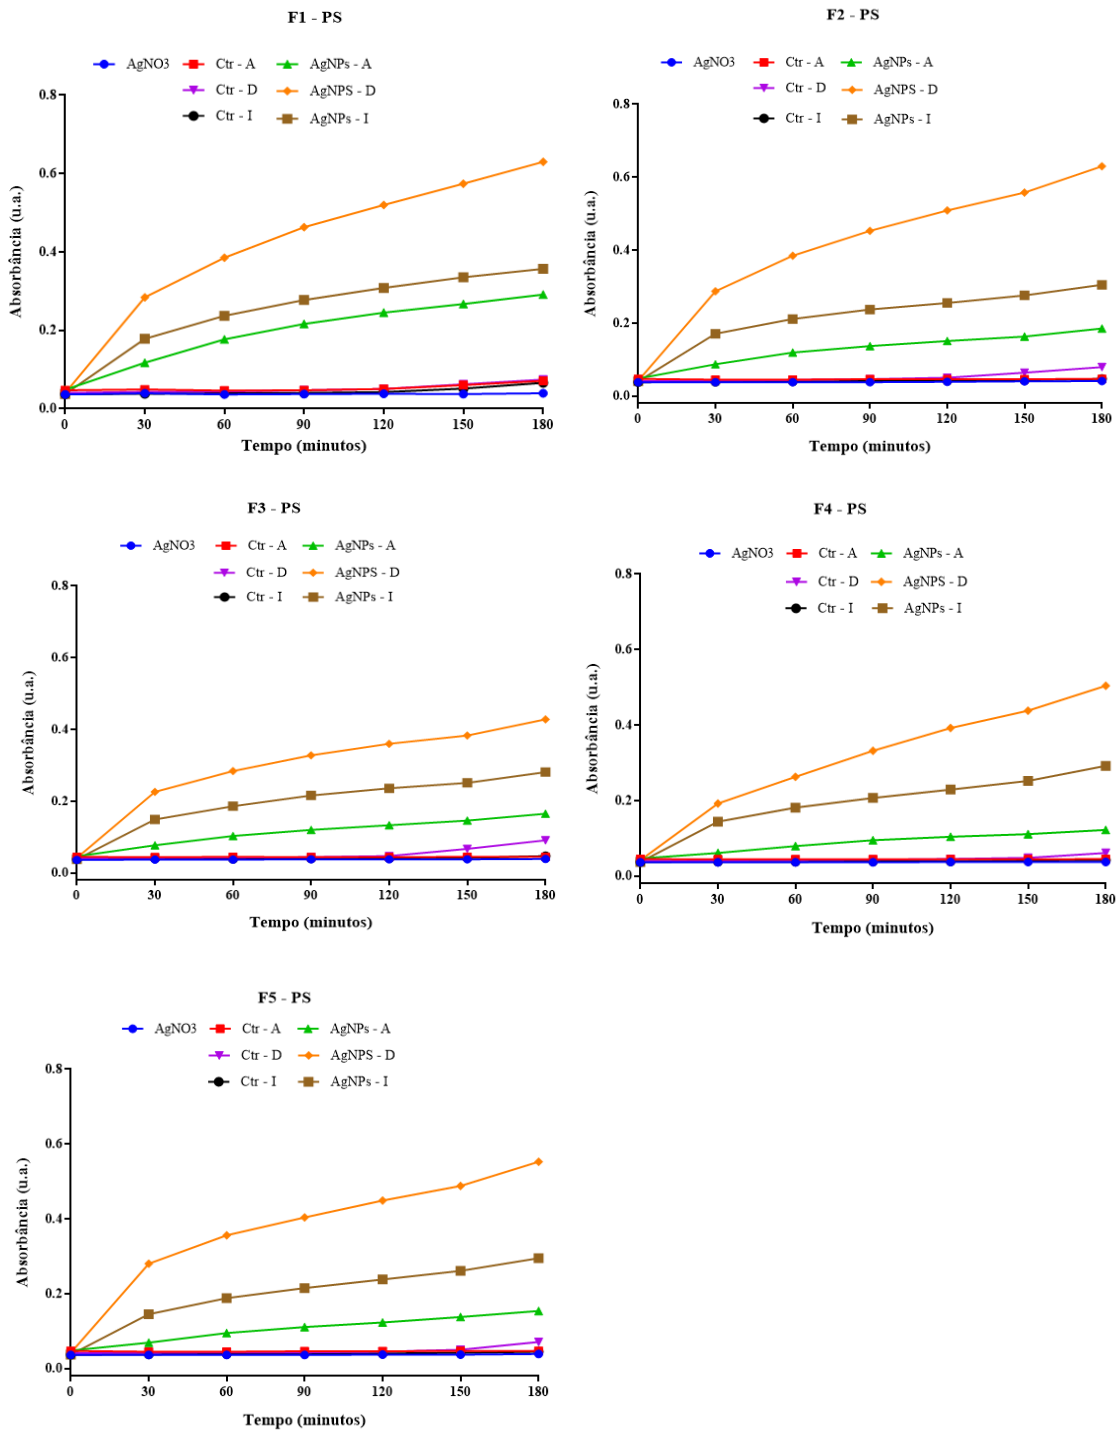 F1 - PS
AgNO3 Ctr - A AgNPs - A
Ctr - D AgNPS - D
Ctr - I AgNPs - I
Absorbância (u.a.)
0.8
0.6
0.4
0.2
0.0
0 30 60 90 120 150 180
Tempo (minutos)
F2 - PS
AgNO3 Ctr - A AgNPs - A
Ctr - D AgNPS - D
Ctr - I AgNPs - I
Absorbância (u.a.)
0.8
0.6
0.4
0.2
0.0
0 30 60 90 120 150 180
Tempo (minutos)
F3 - PS
AgNO3 Ctr - A AgNPs - A
Ctr - D AgNPS - D
Ctr - I AgNPs - I
Absorbância (u.a.)
0.8
0.6
0.4
0.2
0.0
0 30 60 90 120 150 180
Tempo (minutos)
F4 - PS
AgNO3 Ctr - A AgNPs - A
Ctr - D AgNPS - D
Ctr - I AgNPs - I
Absorbância (u.a.)
0.8
0.6
0.4
0.2
0.0
0 30 60 90 120 150 180
Tempo (minutos)
F5 - PS
AgNO3 Ctr - A AgNPs - A
Ctr - D AgNPS - D
Ctr - I AgNPs - I
Absorbância (u.a.)
0.8
0.6
0.4
0.2
0.0
0 30 60 90 120 150 180
Tempo (minutos)